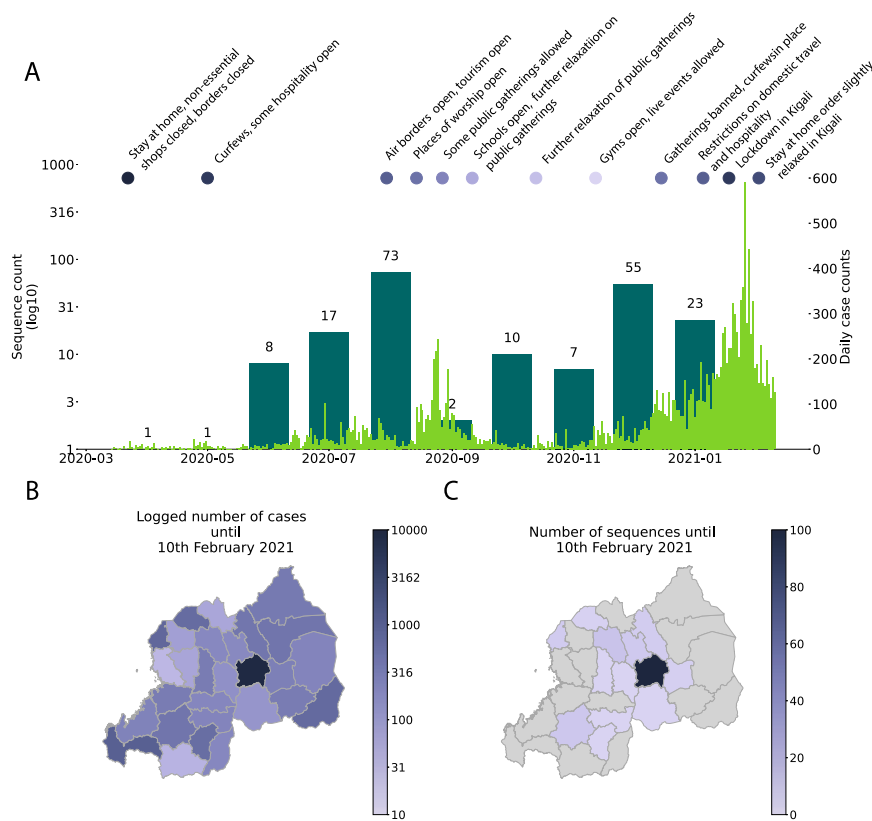 A
Stay at home, non-essential
shops closed, borders closed
Curfews, some hospitality open
Air borders open, tourism open
Places of worship open
Some public gatherings allowed
Schools open, further relaxatiion on
public gatherings
Further relaxation of public gatherings
Gyms open, live events allowed
Gatherings banned, curfewsin place
Restrictions on domestic travel
and hospitality
Lockdown in Kigali
Stay at home order slightly
relaxed in Kigali
Sequence count
(log10)
1000
316
100
31
10
3
1
1
1
8
17
73
2
10
7
55
23
600
500
400
300
200
100
0
Daily case counts
2020-03
2020-05
2020-07
2020-09
2020-11
2021-01
B
Logged number of cases
until
10th February 2021
10000
3162
1000
316
100
31
10
C
Number of sequences until
10th February 2021
100
80
60
40
20
0